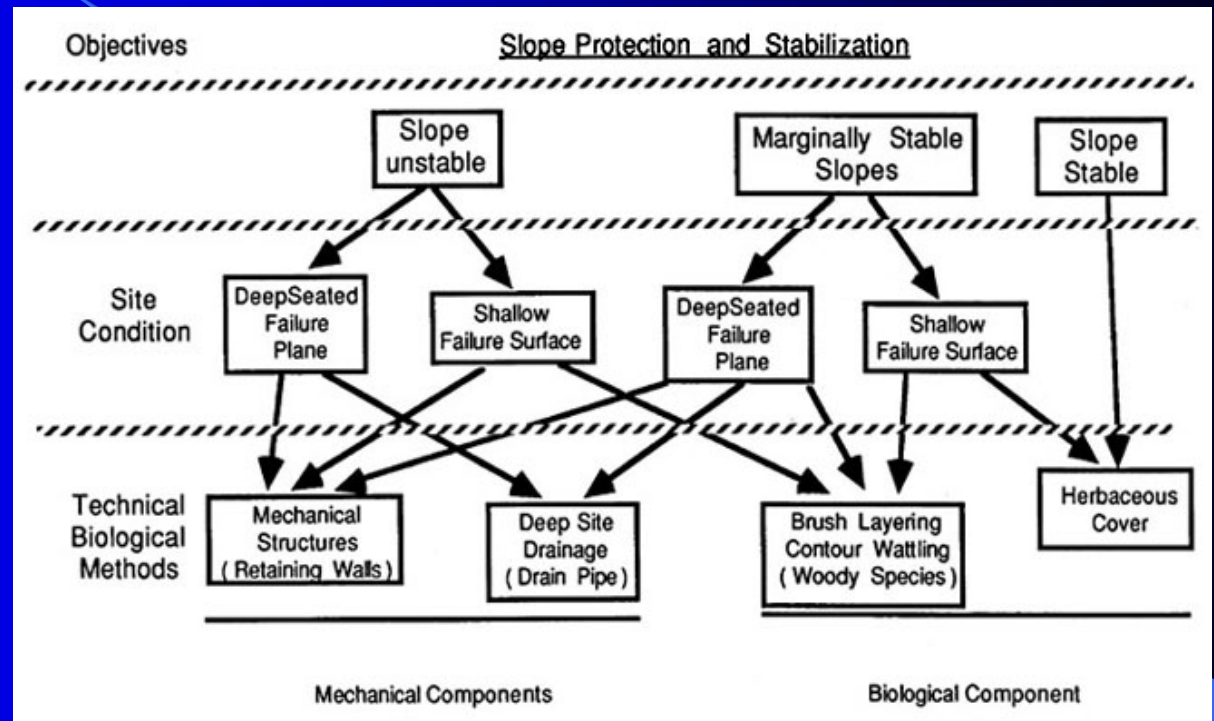 Objectives
Slope Protection and Stabilization
Slope
unstable
Marginally Stable
Slopes
Slope
Stable
Site
Condition
DeepSeated
Failure
Plane
Shallow
Failure Surface
DeepSeated
Failure
Plane
Shallow
Failure Surface
Technical
Biological
Methods
Mechanical
Structures
( Retaining Walls )
Deep Site
Drainage
( Drain Pipe )
Brush Layering
Contour Wattling
( Woody Species )
Herbaceous
Cover
Mechanical Components
Biological Component